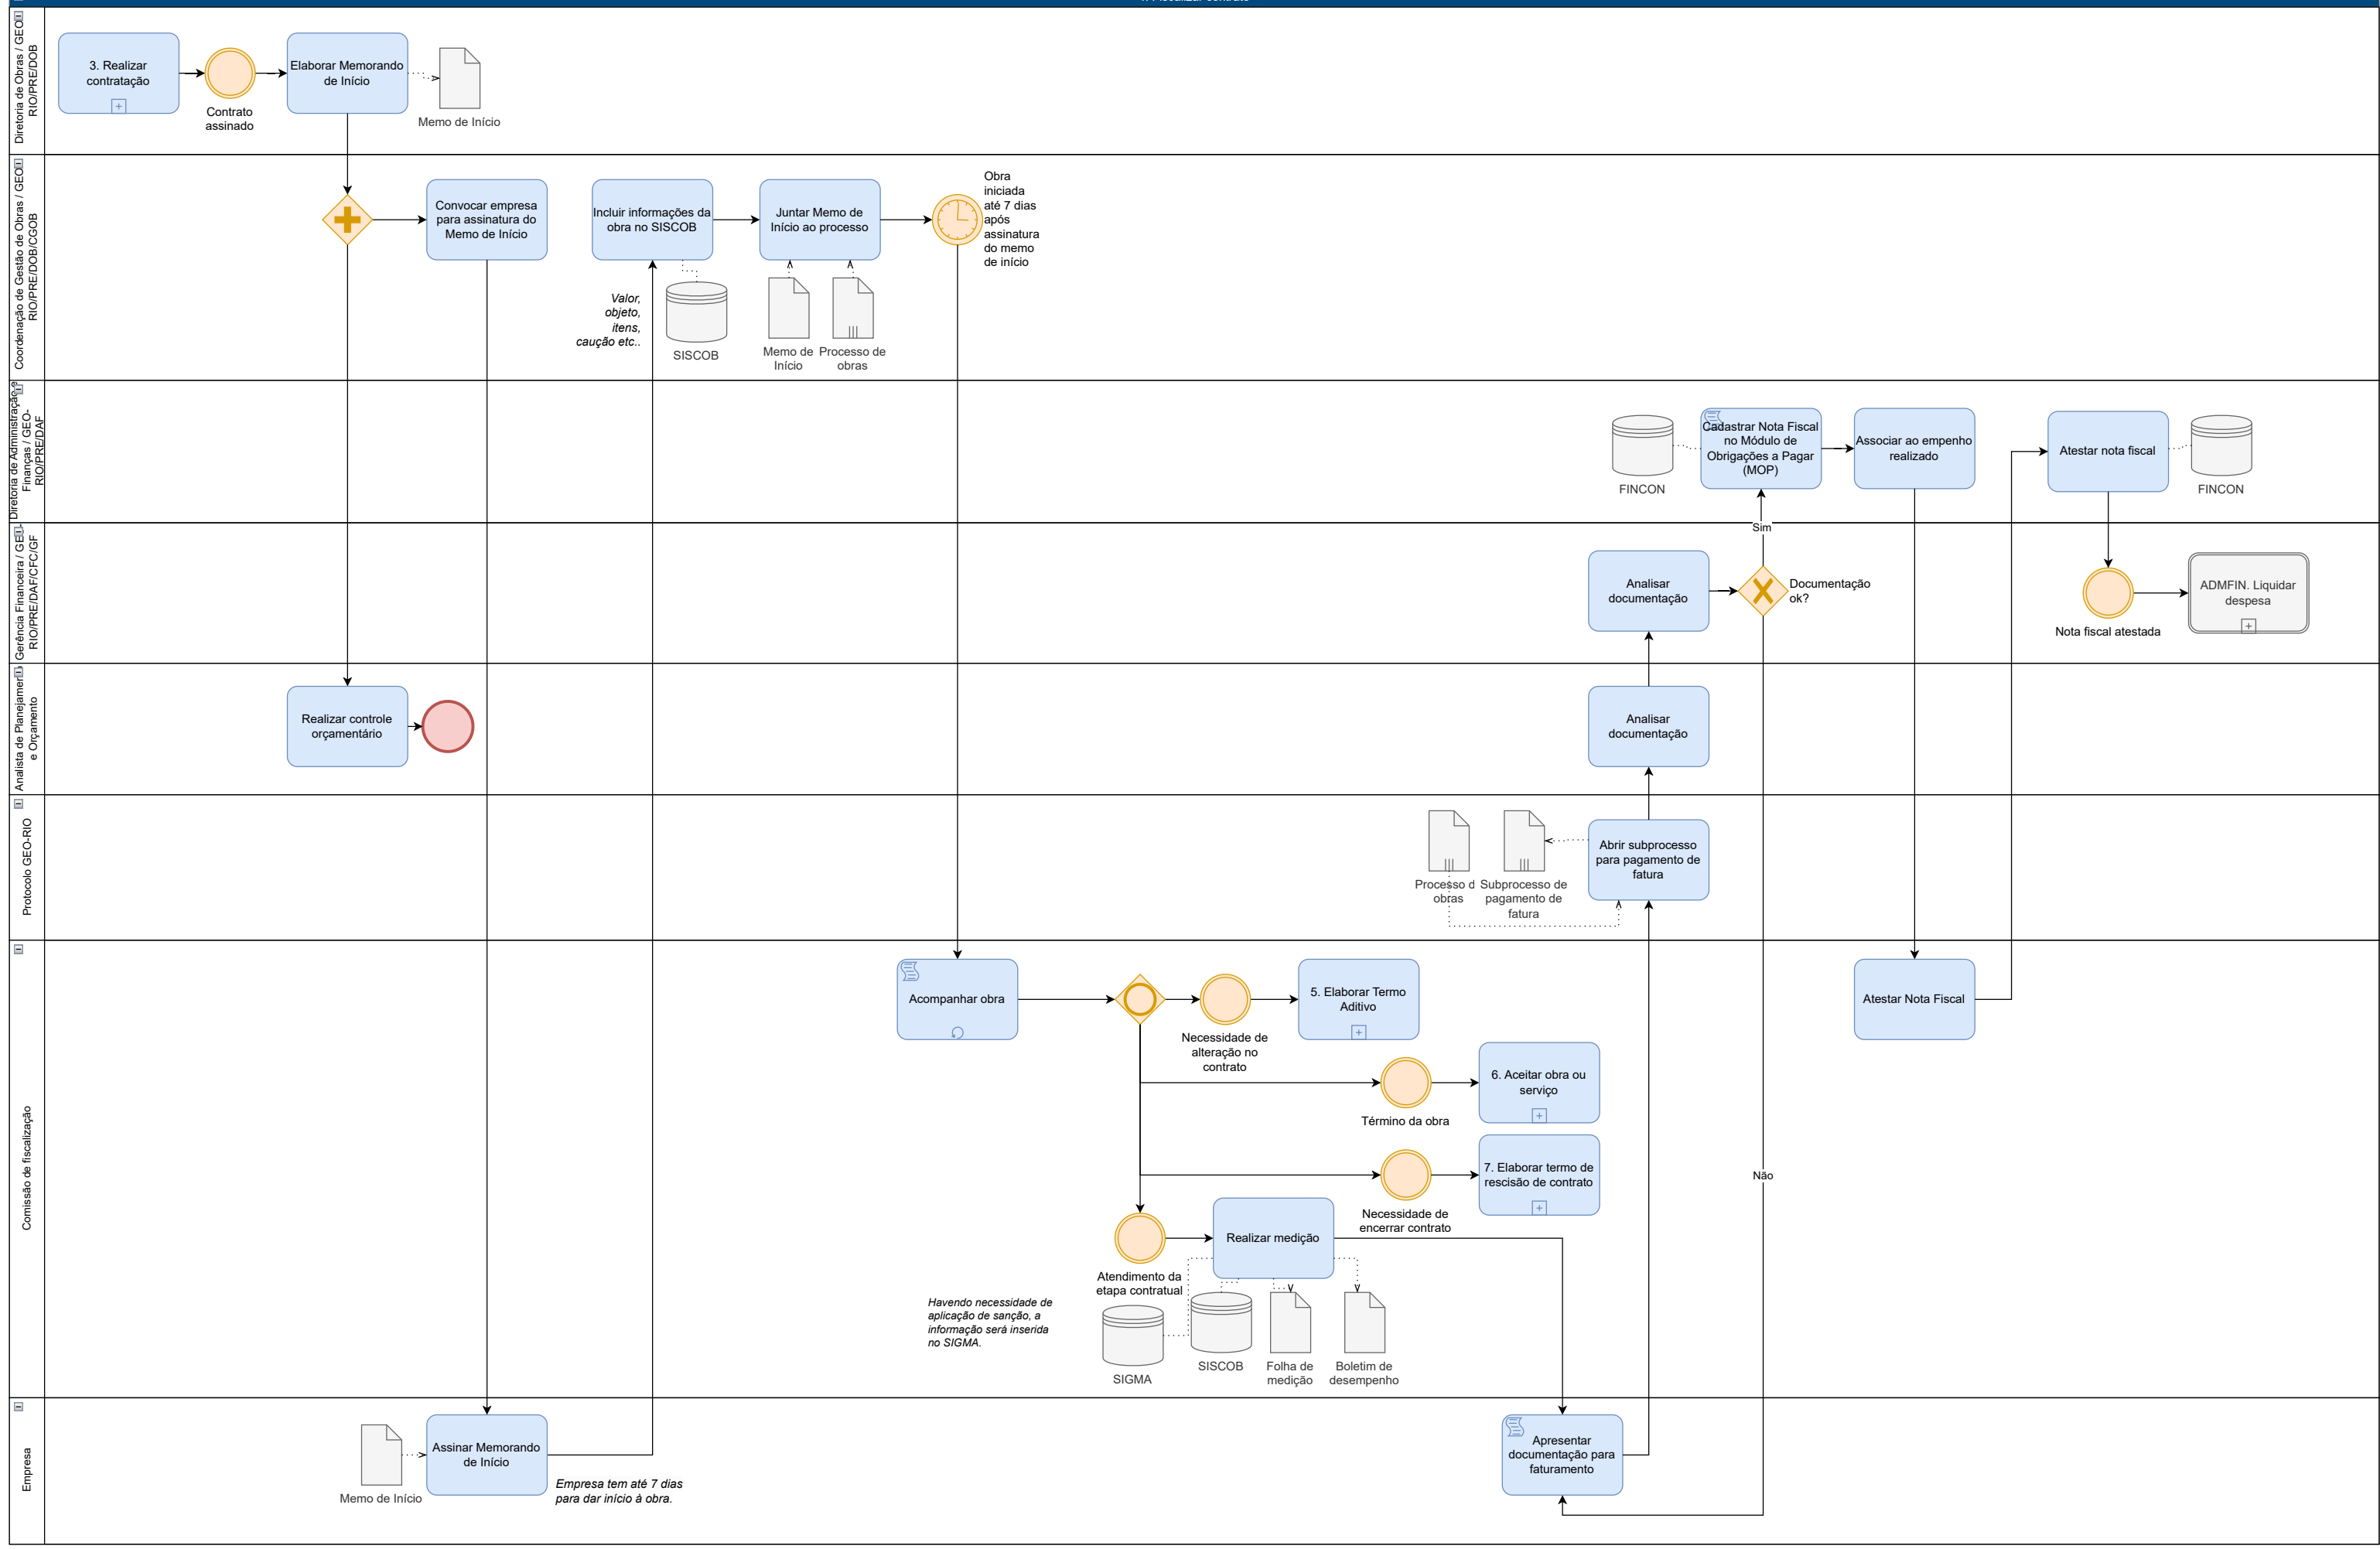 Diretoria de Obras / GEO
RIO/PRE/DOB
3. Realizar
contratação
Contrato
assinado
Elaborar Memorando
de Início
Memo de Início
Coordenação de Gestão de Obras / GEO
RIO/PRE/DOB/CGOB
Convocar empresa
para assinatura do
Memo de Início
Incluir informações da
obra no SISCOB
Juntar Memo de
Início ao processo
Obra
iniciada
até 7 dias
após
assinatura
do memo
de início
Valor,
objeto,
itens,
caução etc..
SISCOB
Memo de
Início
Processo de
obras
Diretoria de Administração e
Finanças / GEO-
RIO/PRE/DAF
FINCON
Cadastrar Nota Fiscal
no Módulo de
Obrigações a Pagar
(MOP)
Associar ao empenho
realizado
Atestar nota fiscal
FINCON
Sim
Gerência Financeira / GEO-
RIO/PRE/DAF/CFC/GF
Analisar
documentação
Documentação
ok?
Nota fiscal atestada
ADMFIN. Liquidar
despesa
Analista de Planejamen
e Orçamento
Realizar controle
orçamentário
Analisar
documentação
Protocolo GEO-RIO
Processo d
obras
Subprocesso de
pagamento de
fatura
Abrir subprocesso
para pagamento de
fatura
Comissão de fiscalização
Acompanhar obra
Necessidade de
alteração no
contrato
5. Elaborar Termo
Aditivo
Término da obra
6. Aceitar obra ou
serviço
Necessidade de
encerrar contrato
7. Elaborar termo de
rescisão de contrato
Atestar Nota Fiscal
Não
Atendimento da
etapa contratual
Realizar medição
Havendo necessidade de
aplicação de sanção, a
informação será inserida
no SIGMA.
SIGMA
SISCOB
Folha de
medição
Boletim de
desempenho
Empresa
Memo de Início
Assinar Memorando
de Início
Empresa tem até 7 dias
para dar início à obra.
Apresentar
documentação para
faturamento